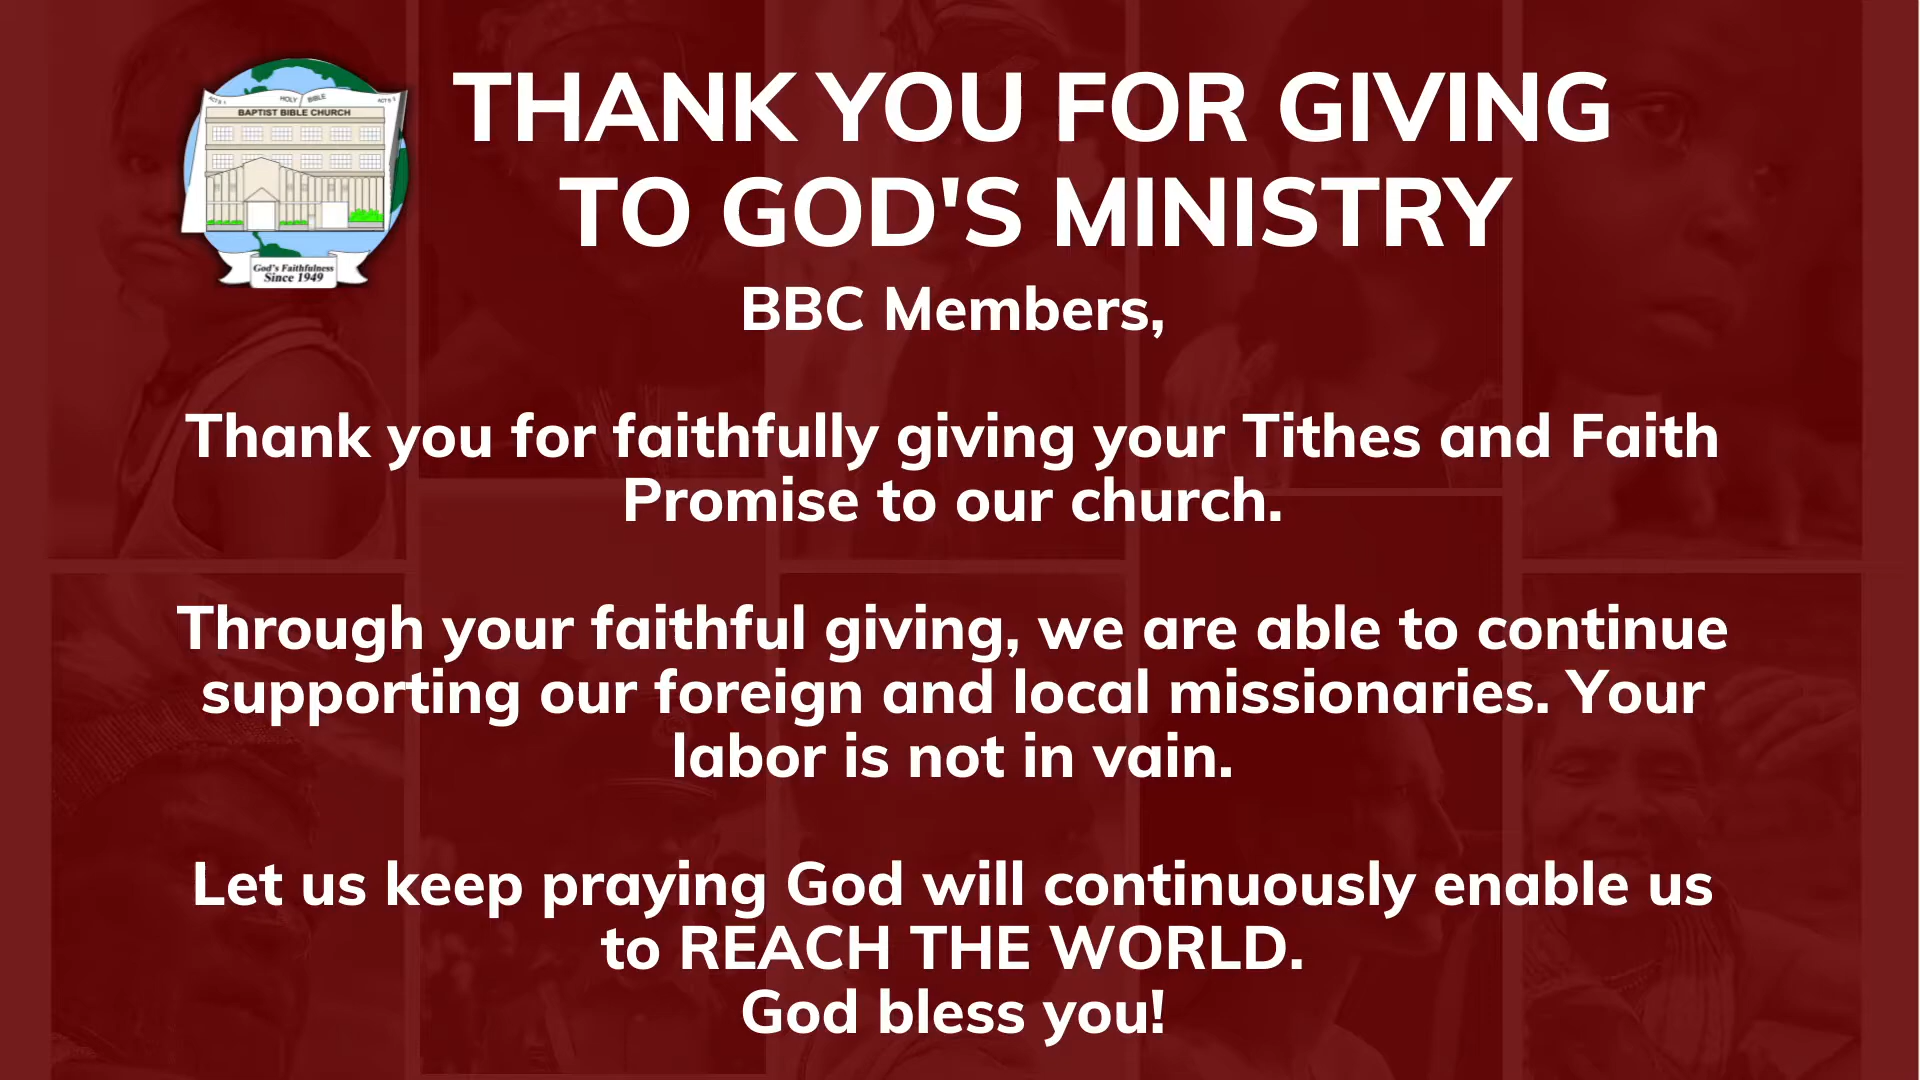 ACTS 1
HOLY BIBLE
BAPTIST BIBLE CHURCH
God's Faithfulness
Since 1949
THANK YOU FOR GIVING
TO GOD'S MINISTRY
BBC Members,
Thank you for faithfully giving your Tithes and Faith
Promise to our church.
Through your faithful giving, we are able to continue
supporting our foreign and local missionaries. Your
labor is not in vain.
Let us keep praying God will continuously enable us
to REACH THE WORLD.
God bless you!